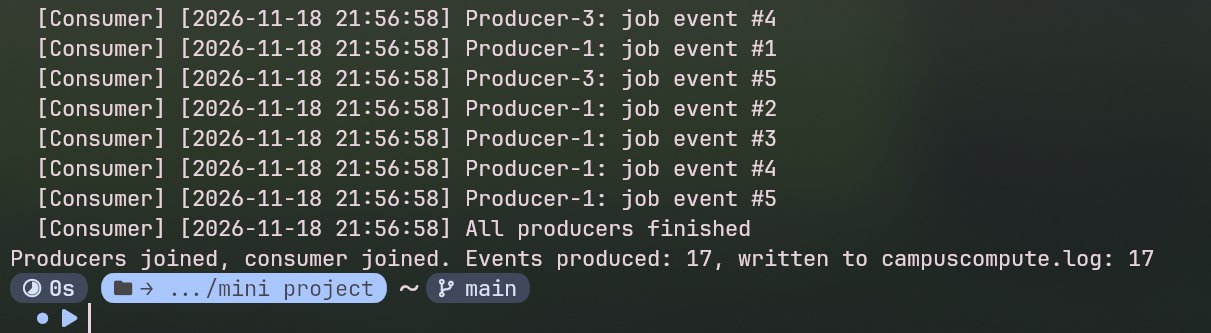 [Consumer] [2026-11-18 21:56:58] Producer-3: job event #4
[Consumer] [2026-11-18 21:56:58] Producer-1: job event #1
[Consumer] [2026-11-18 21:56:58] Producer-3: job event #5
[Consumer] [2026-11-18 21:56:58] Producer-1: job event #2
[Consumer] [2026-11-18 21:56:58] Producer-1: job event #3
[Consumer] [2026-11-18 21:56:58] Producer-1: job event #4
[Consumer] [2026-11-18 21:56:58] Producer-1: job event #5
[Consumer] [2026-11-18 21:56:58] All producers finished
Producers joined, consumer joined. Events produced: 17, written to campuscompute.log: 17
0s → .../mini project ~ main